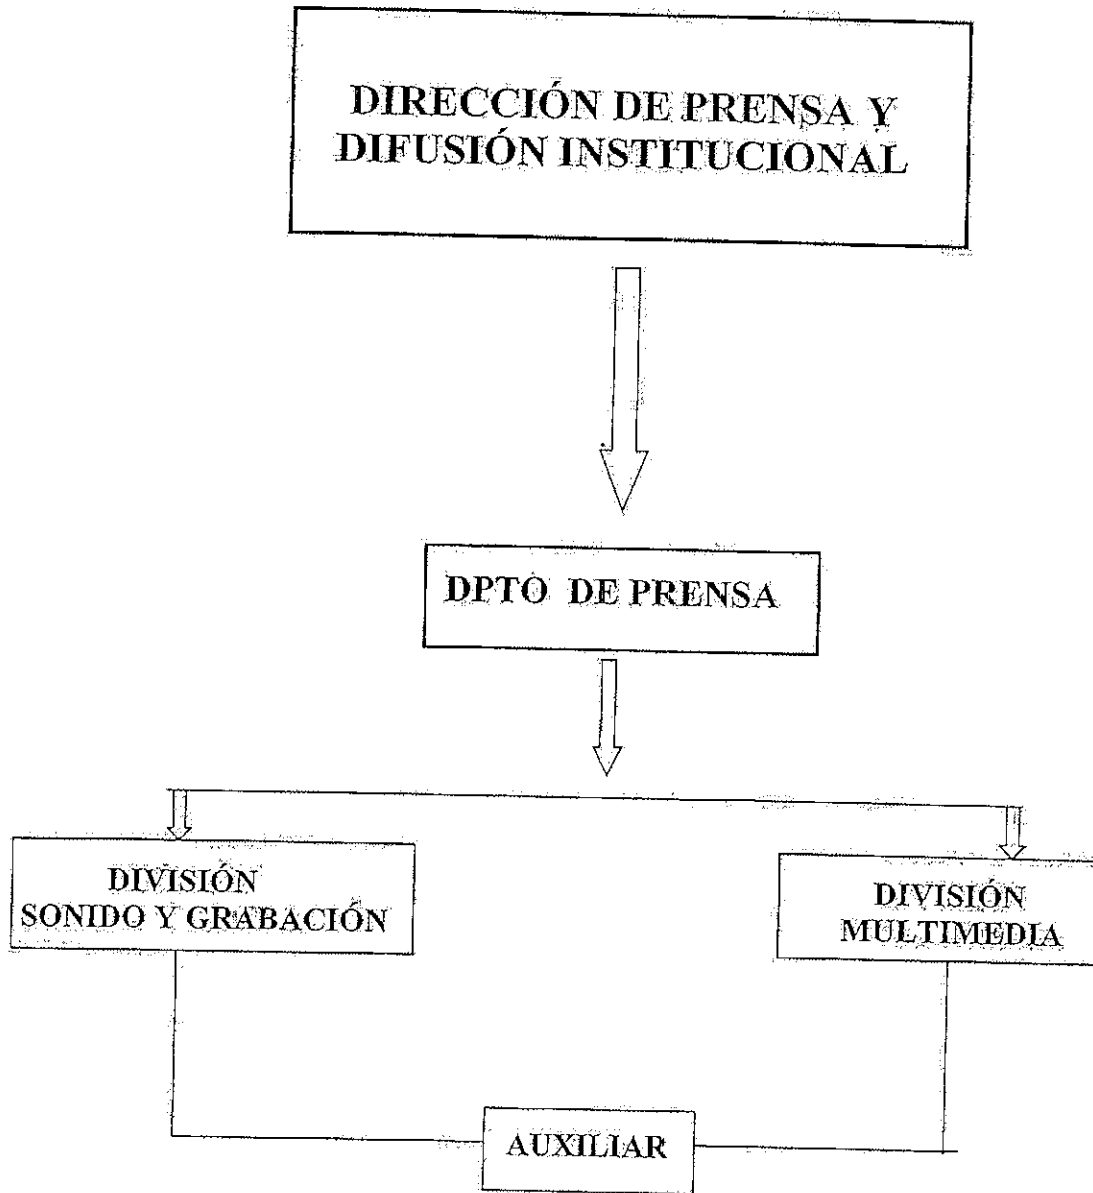 DIRECCIÓN DE PRENSA Y
DIFUSIÓN INSTITUCIONAL
DPTO DE PRENSA
DIVISIÓN
SONIDO Y GRABACIÓN
DIVISIÓN
MULTIMEDIA
AUXILIAR